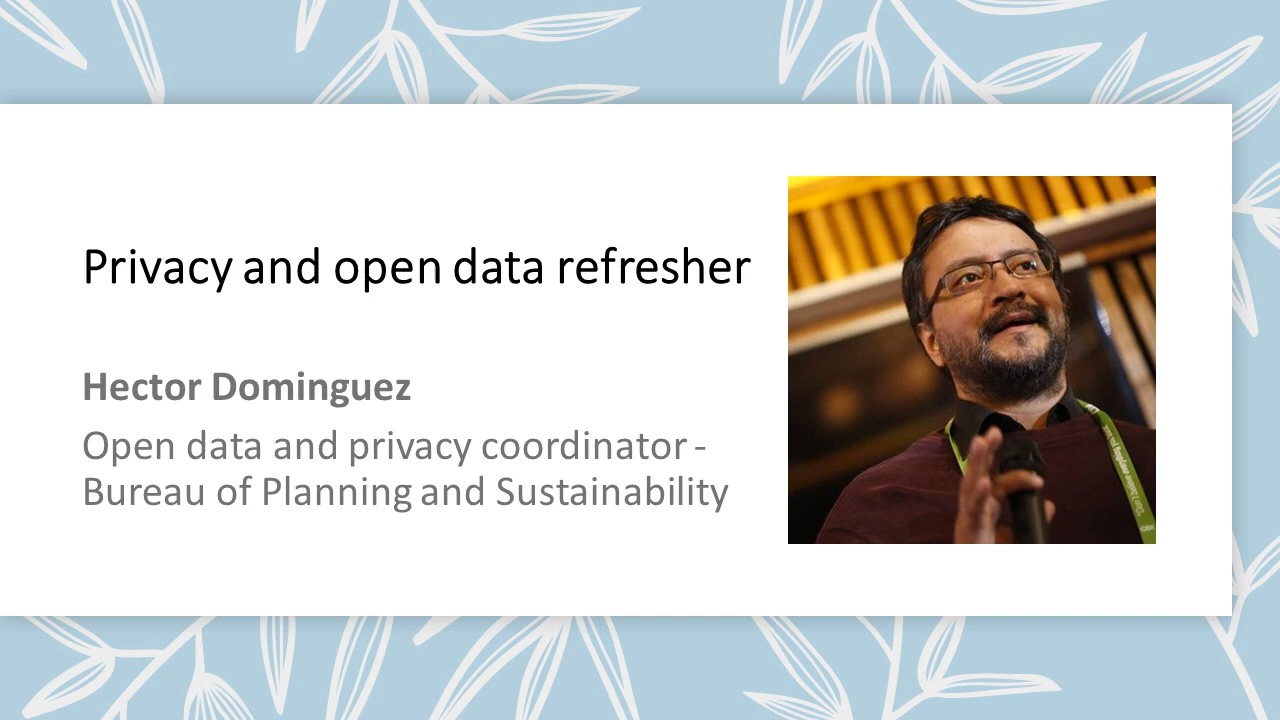 Privacy and open data refresher
Hector Dominguez
Open data and privacy coordinator -
Bureau of Planning and Sustainability